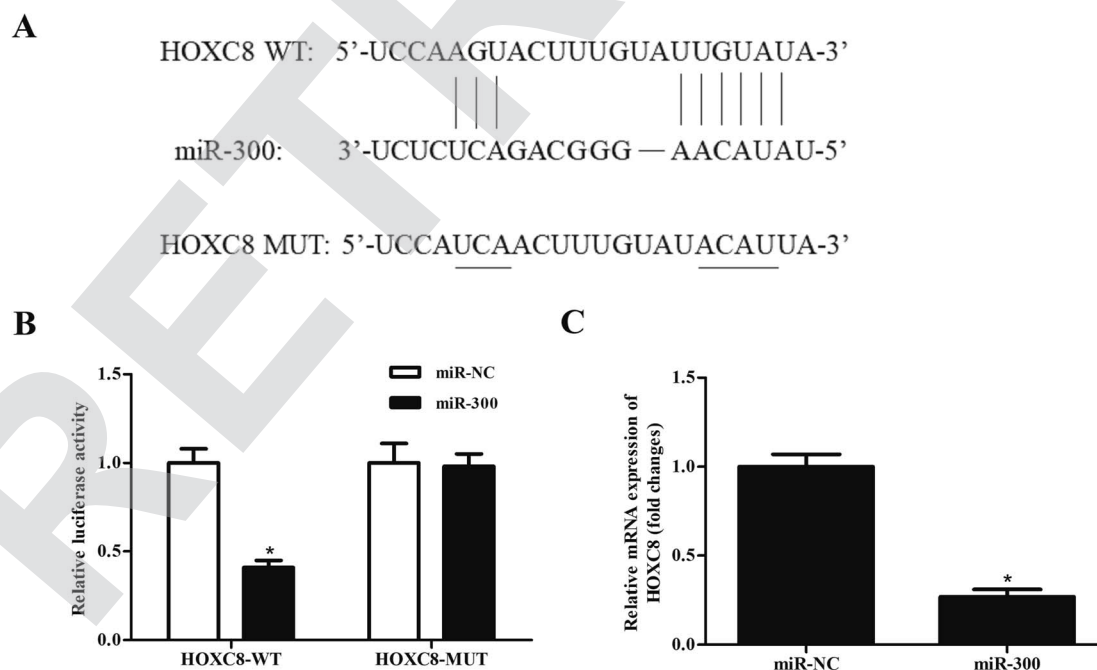 A
HOXC8 WT: 5’-UCCAAGUACUUUGUAUUGUAUA-3’
miR-300: 3’-UCUCUCAGACGGG — AACAUAU-5’
HOXC8 MUT: 5’-UCCAUCAACUUUGUAUACAUUA-3’
B
Relative luciferase activity
1.5
1.0
0.5
0.0
miR-NC
miR-300
*
HOXC8-WT
HOXC8-MUT
C
Relative mRNA expression of
HOXC8 (fold changes)
1.5
1.0
0.5
0.0
*
miR-NC
miR-300
RETR